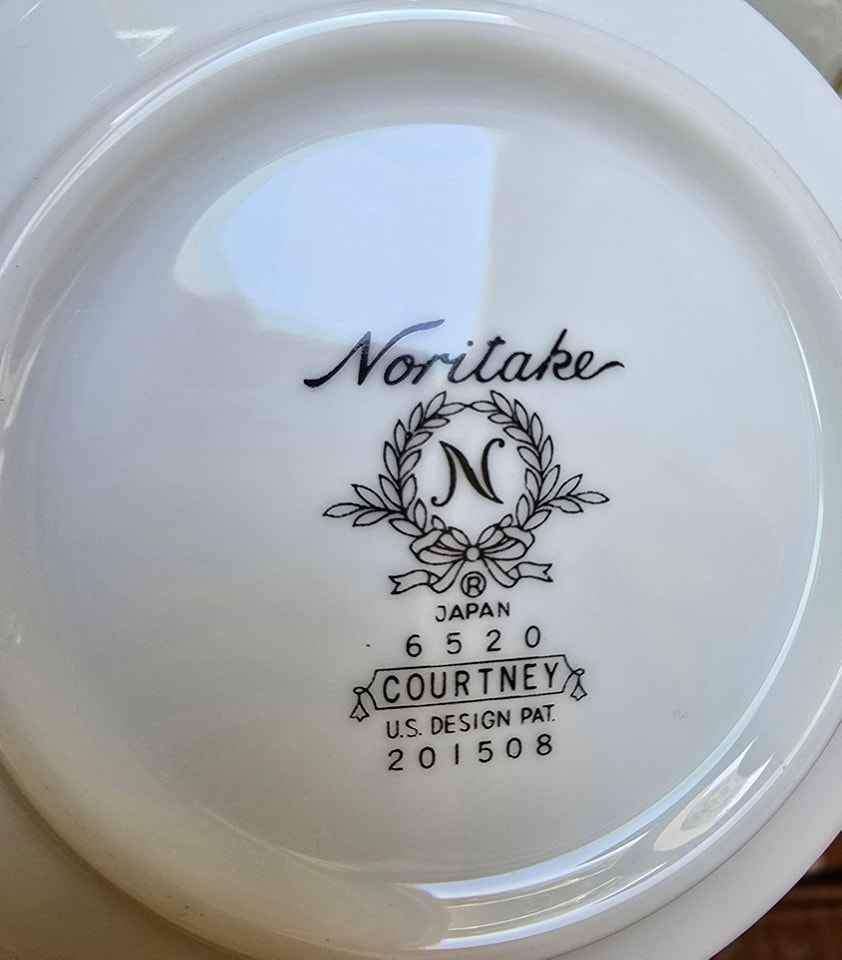 Noritake
N
®
JAPAN
6520
COURTNEY
U.S. DESIGN PAT.
201508